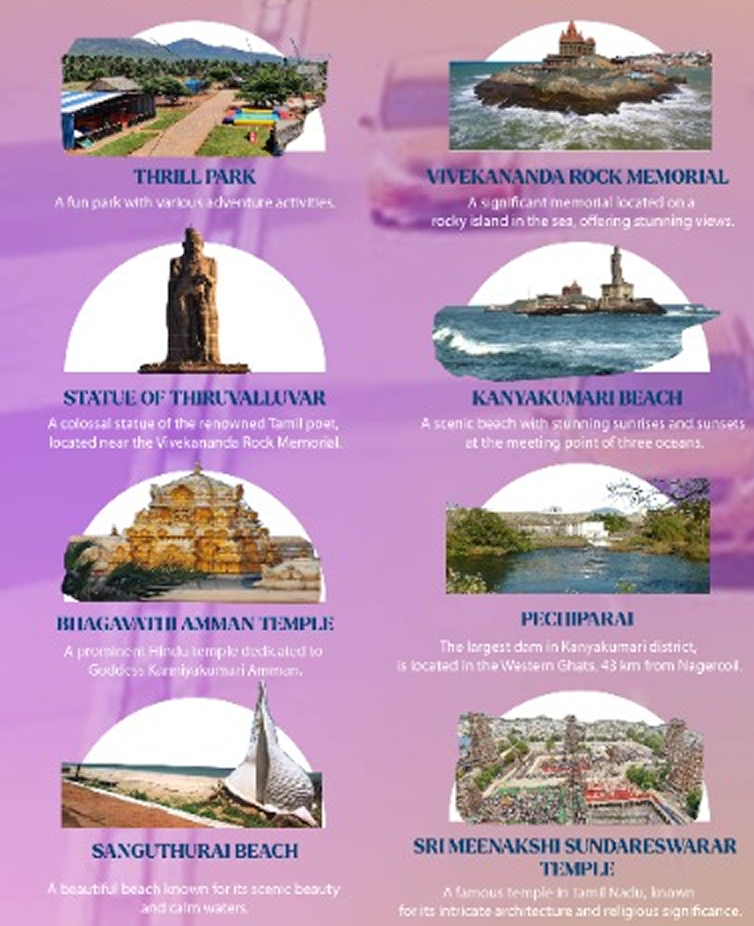 THRILL PARK
A fun park with various adventure activities.
VIVEKANANDA ROCK MEMORIAL
A significant memorial located on a
rocky island in the sea, offering stunning views.
STATUE OF THIRUVALLUVAR
A colossal statue of the renowned Tamil poet,
located near the Vivekananda Rock Memorial.
KANYAKUMARI BEACH
A scenic beach with stunning sunrises and sunsets
at the meeting point of three oceans.
BHAGAVATHI AMMAN TEMPLE
A prominent Hindu temple dedicated to
Goddess Kanniyakumari Amman.
PECHIPARAI
The largest dam in Kanyakumari district,
is located in the Western Ghats, 43 km from Nagercoil.
SANGUTHURAI BEACH
A beautiful beach known for its scenic beauty
and calm waters.
SRI MEENAKSHI SUNDARESWARAR
TEMPLE
A famous temple in Tamil Nadu, known
for its intricate architecture and religious significance.